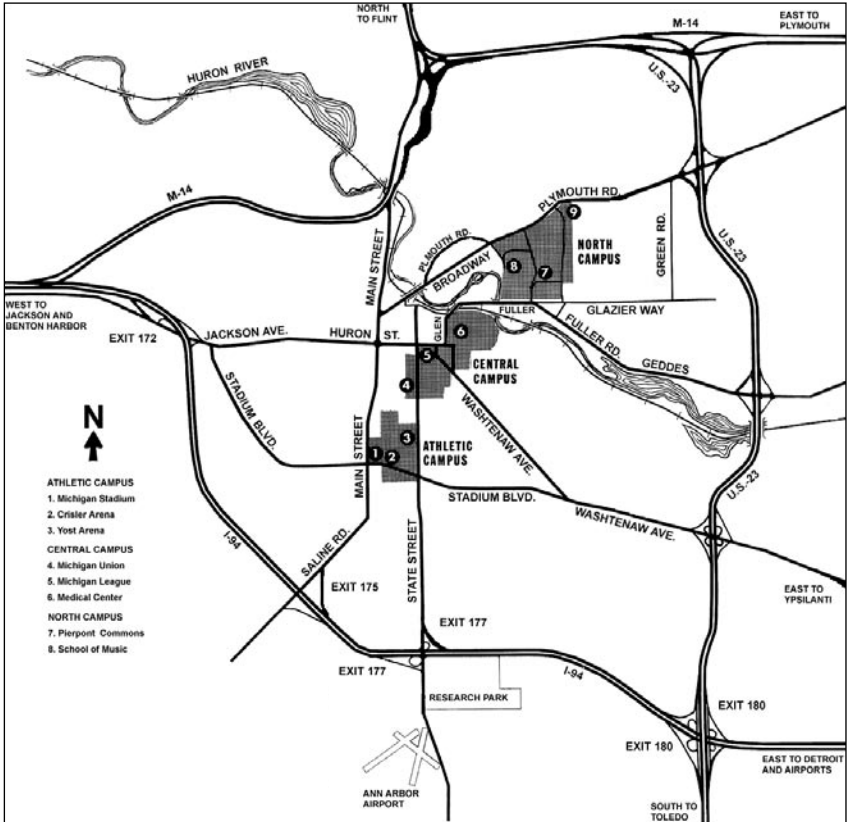 NORTH
TO FLINT
M-14
EAST TO
PLYMOUTH
HURON RIVER
U.S.-23
M-14
PLYMOUTH RD.
9
NORTH
CAMPUS
PLMOUTH RD.
BROADWAY
8
7
GREEN RD.
U.S.-23
MAIN STREET
WEST TO
JACKSON AND
BENTON HARBOR
EXIT 172
JACKSON AVE.
HURON ST.
GLEN
6
FULLER
GLAZIER WAY
FULLER RD.
GEDDES
5
CENTRAL
CAMPUS
4
STADIUM BLVD.
WASHTENAW AVE.
N
MAIN STREET
3
ATHLETIC
CAMPUS
1
2
STADIUM BLVD.
WASHTENAW AVE.
U.S.-23
ATHLETIC CAMPUS
1. Michigan Stadium
2. Crisler Arena
3. Yost Arena
CENTRAL CAMPUS
4. Michigan Union
5. Michigan League
6. Medical Center
NORTH CAMPUS
7. Pierpont Commons
8. School of Music
I-94
SALINE RD.
STATE STREET
EXIT 175
EAST TO
YPSILANTI
EXIT 177
EXIT 177
I-94
RESEARCH PARK
EXIT 180
EXIT 180
EAST TO DETROIT
AND AIRPORTS
ANN ARBOR
AIRPORT
SOUTH TO
TOLEDO